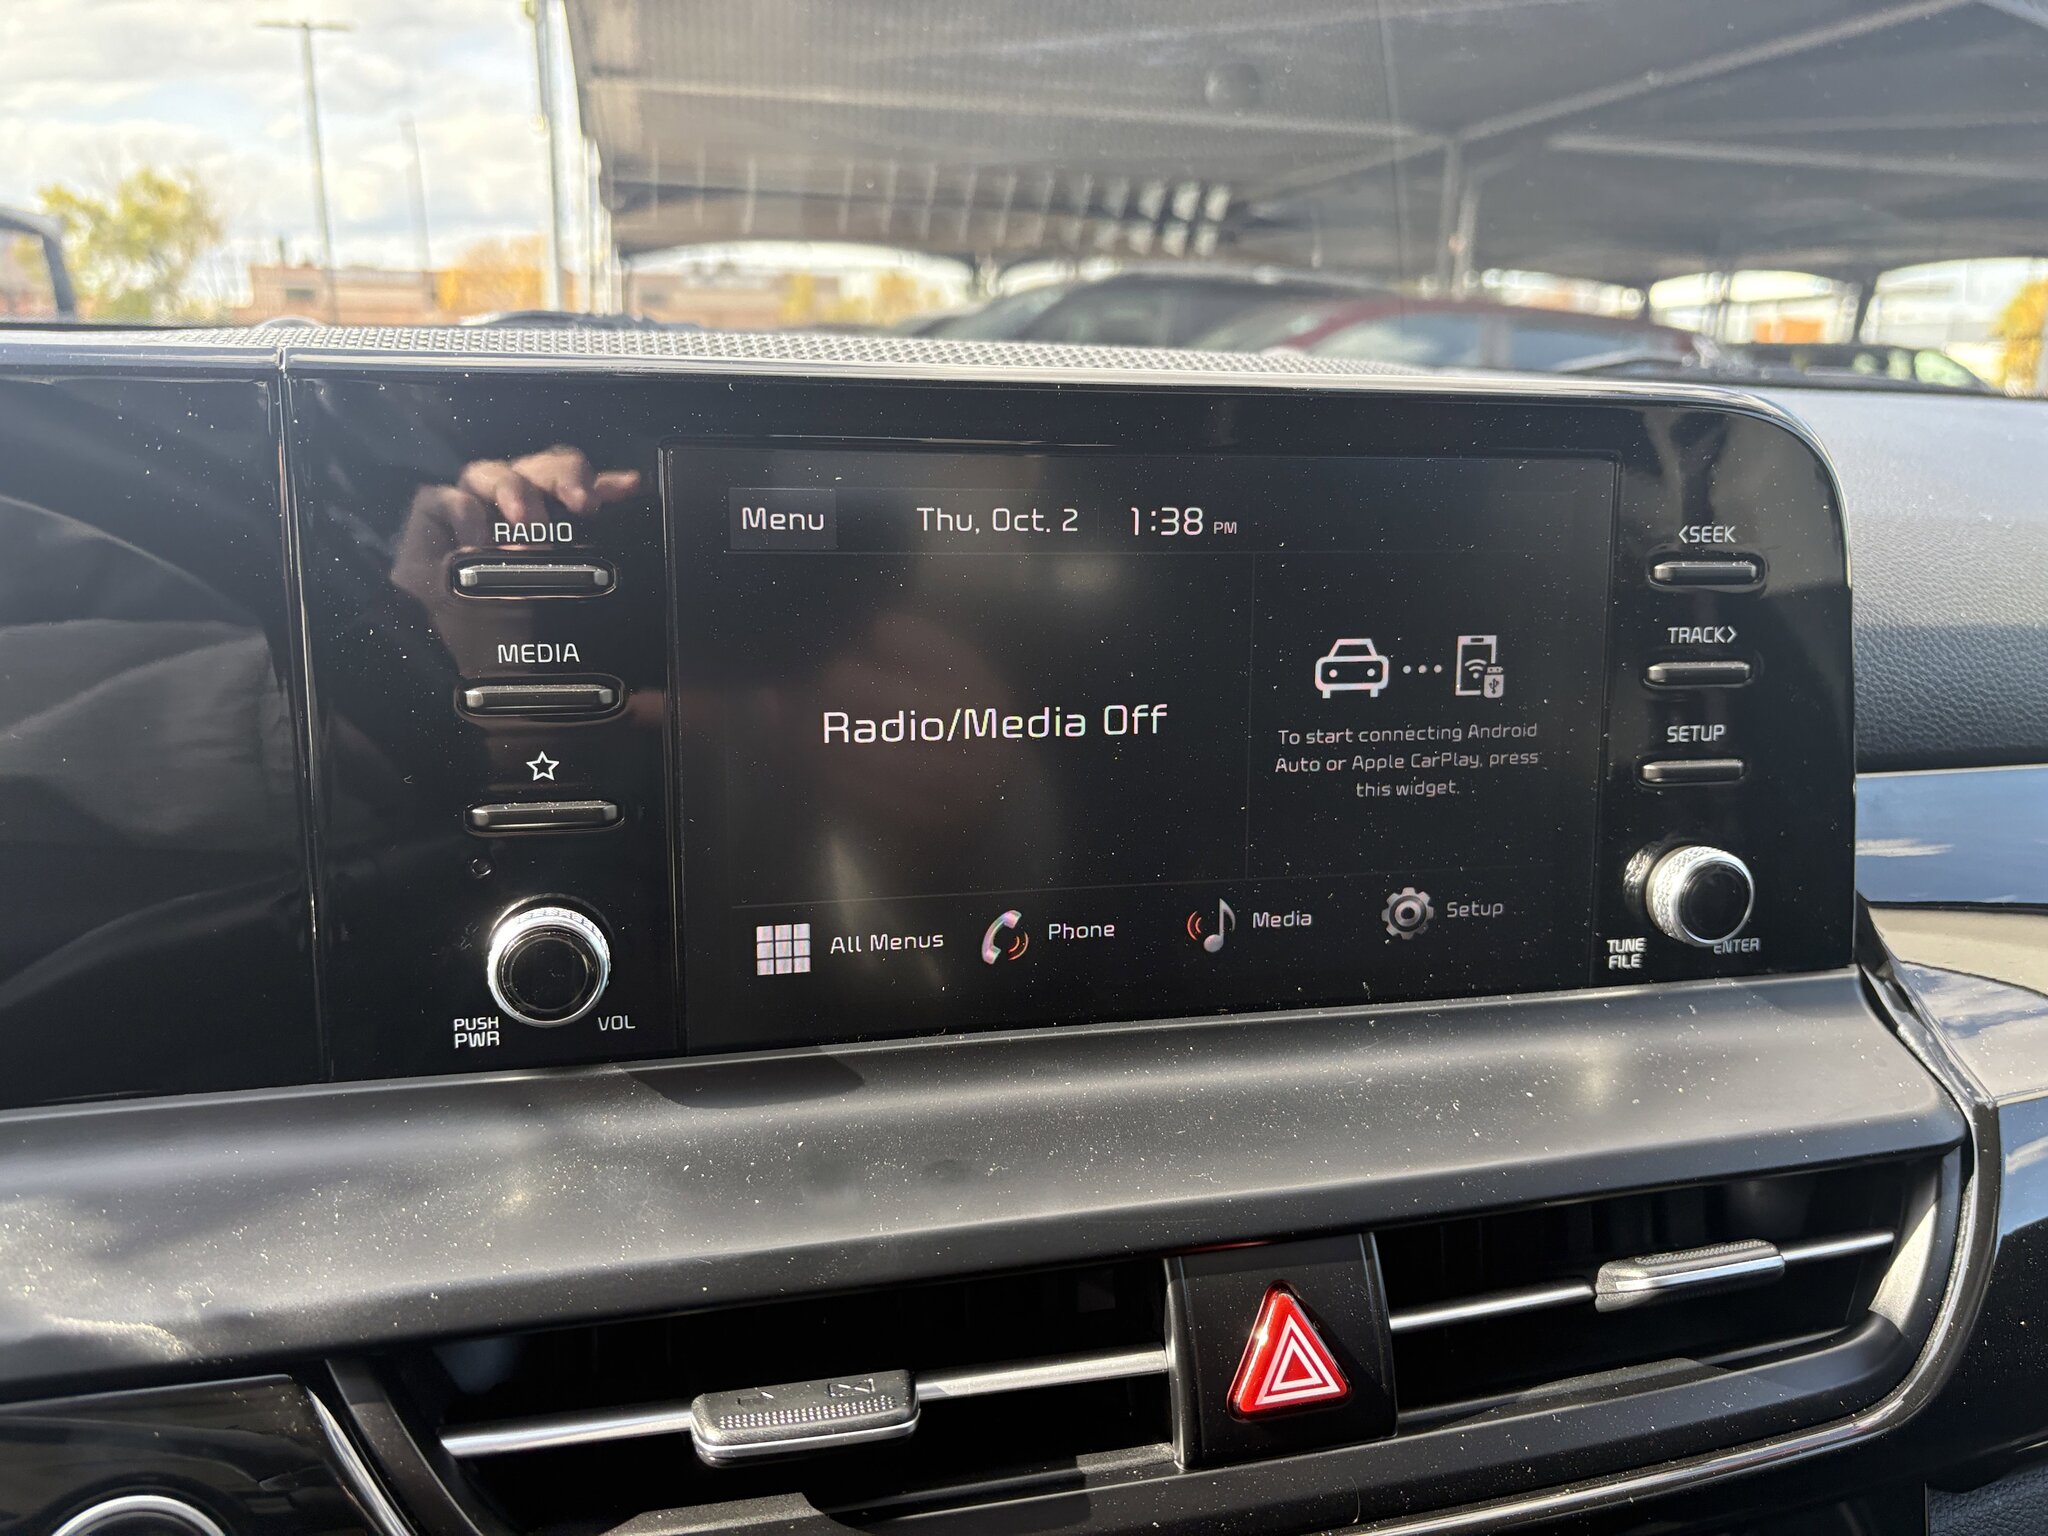 RADIO
MEDIA
PUSH
PWR
VOL
Menu
Thu, Oct. 2
1:38 PM
Radio/Media Off
To start connecting Android
Auto or Apple CarPlay, press
this widget.
All Menus
Phone
Media
Setup
<SEEK
TRACK>
SETUP
TUNE
FILE
ENTER